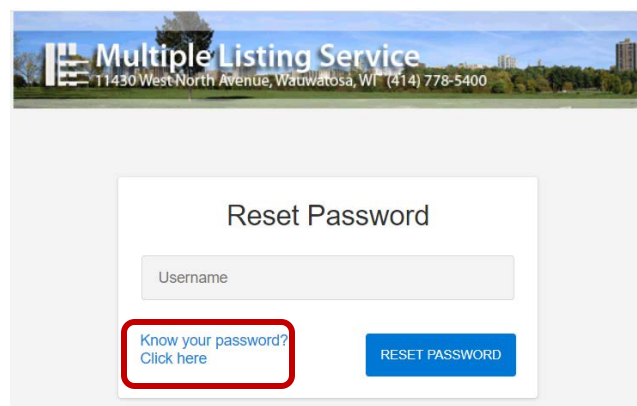 Multiple Listing Service
11430 West North Avenue, Wauwatosa, WI (414) 778-5400
Reset Password
Username
Know your password?
Click here
RESET PASSWORD